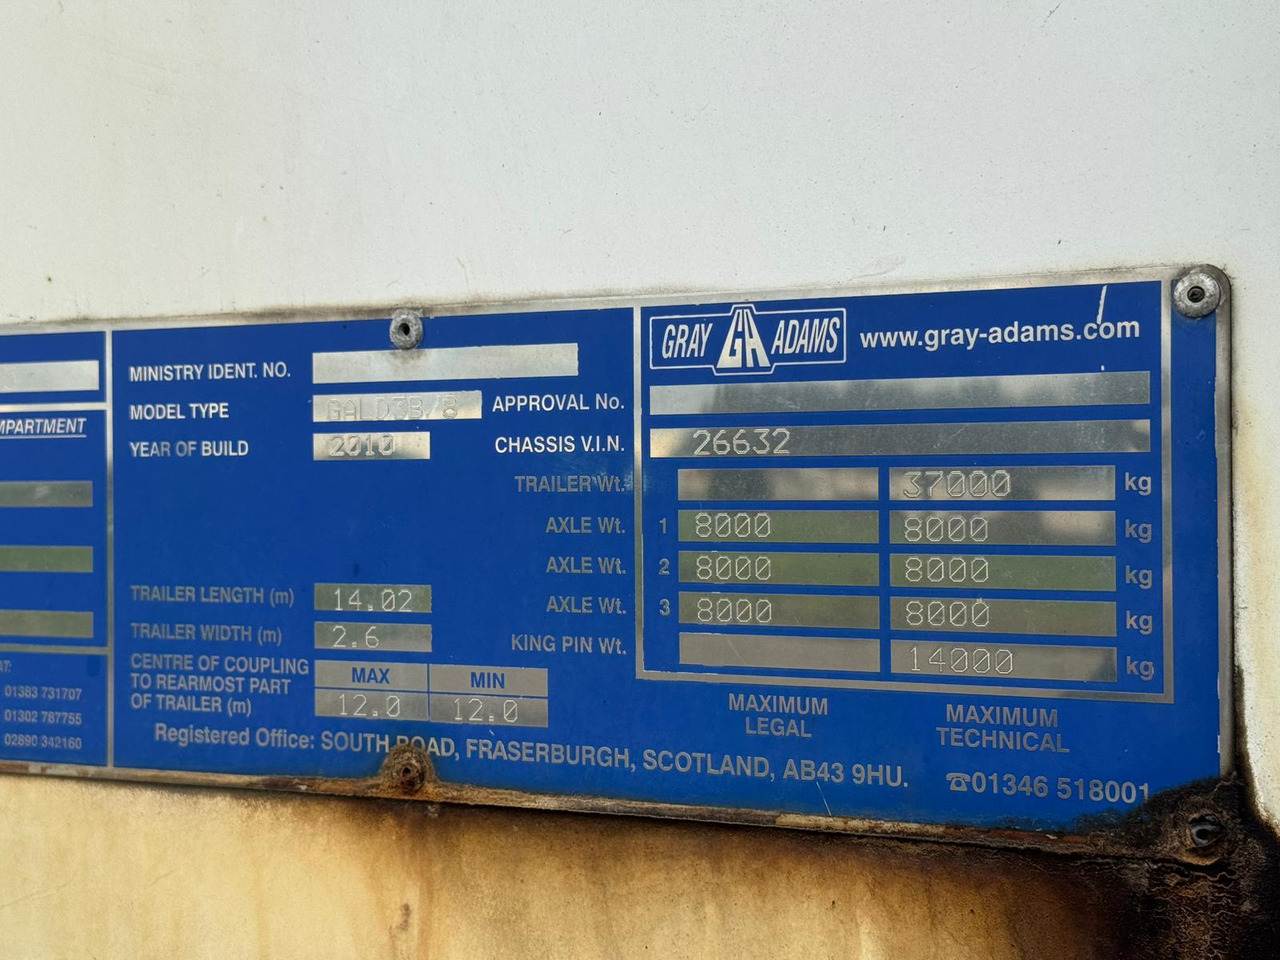 MPARTMENT
AT:
01383 731707
01302 787755
02890 342160
MINISTRY IDENT. NO.
MODEL TYPE GALD3B/8
YEAR OF BUILD 2010
TRAILER LENGTH (m) 14.02
TRAILER WIDTH (m) 2.6
CENTRE OF COUPLING
TO REARMOST PART
OF TRAILER (m)
MAX MIN
12.0 12.0
GRAY GA ADAMS www.gray-adams.com
APPROVAL No.
CHASSIS V.I.N. 26632
TRAILER Wt. 37000 kg
AXLE Wt. 1 8000 8000 kg
AXLE Wt. 2 8000 8000 kg
AXLE Wt. 3 8000 8000 kg
KING PIN Wt. 14000 kg
MAXIMUM
LEGAL
MAXIMUM
TECHNICAL
Registered Office: SOUTH ROAD, FRASERBURGH, SCOTLAND, AB43 9HU.
☎01346 518001